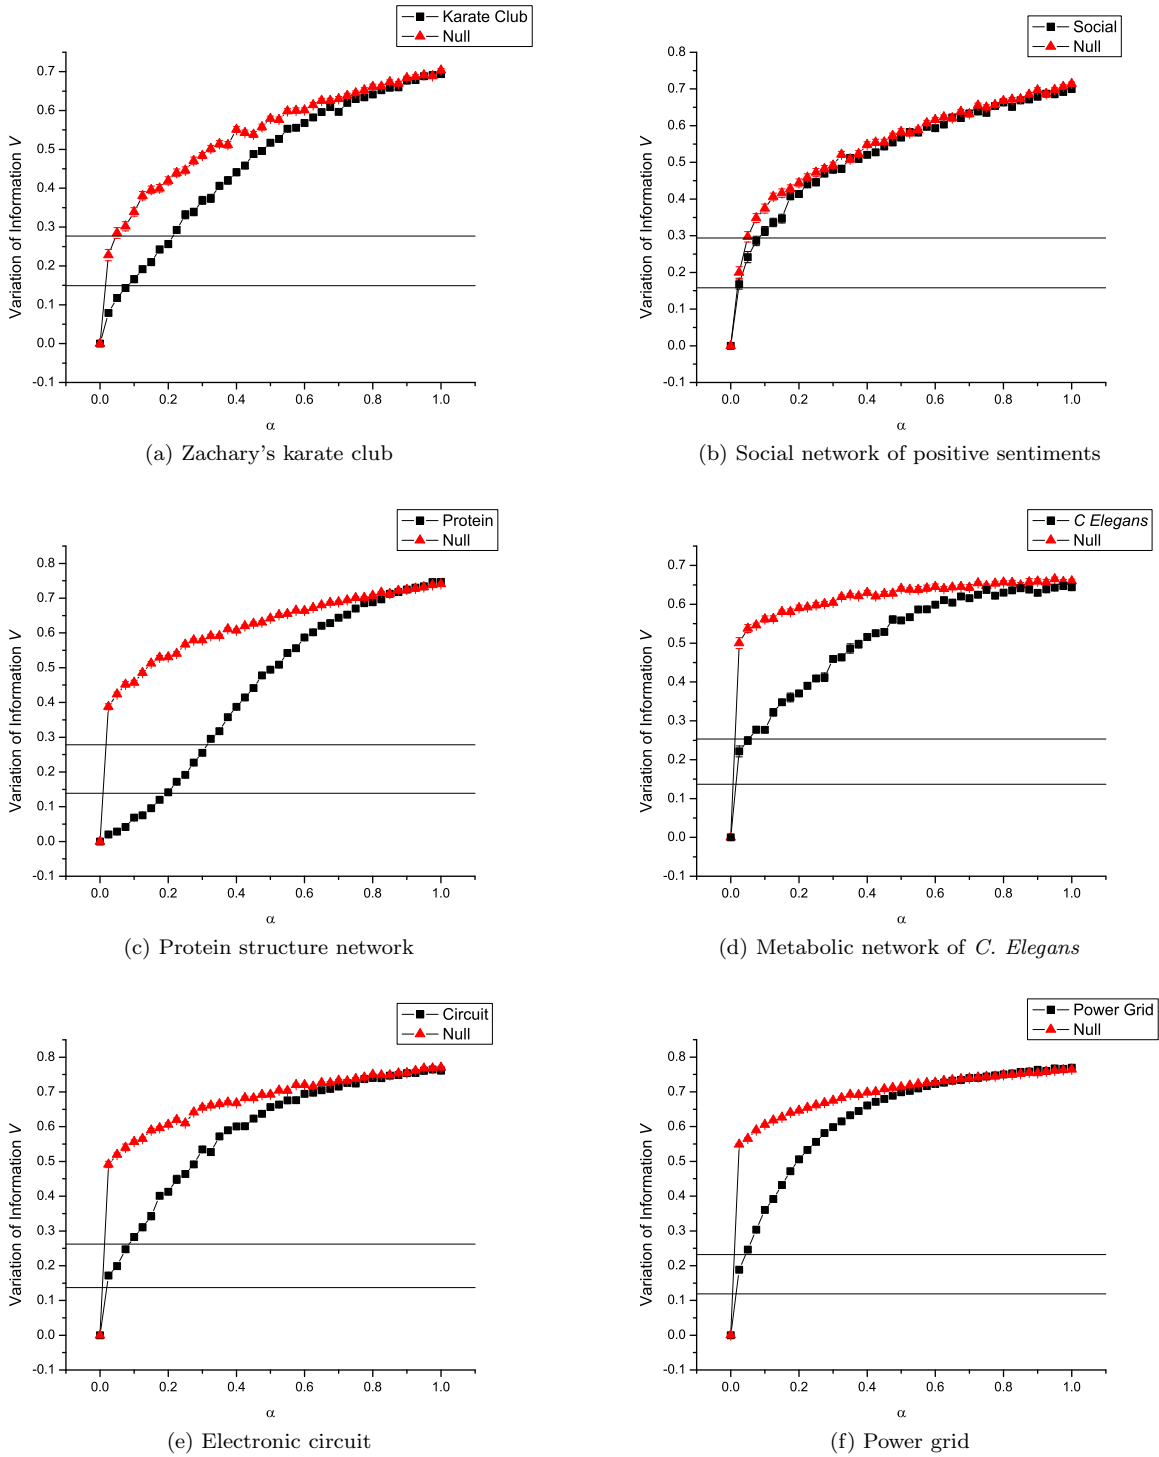 Karate Club
Null
0.7
0.6
0.5
0.4
0.3
0.2
0.1
0.0
-0.1
Variation of Information V
0.0 0.2 0.4 0.6 0.8 1.0
α
(a) Zachary's karate club
Social
Null
0.8
0.7
0.6
0.5
0.4
0.3
0.2
0.1
0.0
-0.1
Variation of Information V
0.0 0.2 0.4 0.6 0.8 1.0
α
(b) Social network of positive sentiments
Protein
Null
0.8
0.7
0.6
0.5
0.4
0.3
0.2
0.1
0.0
-0.1
Variation of Information V
0.0 0.2 0.4 0.6 0.8 1.0
α
(c) Protein structure network
C Elegans
Null
0.7
0.6
0.5
0.4
0.3
0.2
0.1
0.0
-0.1
Variation of Information V
0.0 0.2 0.4 0.6 0.8 1.0
α
(d) Metabolic network of C. Elegans
Circuit
Null
0.8
0.7
0.6
0.5
0.4
0.3
0.2
0.1
0.0
-0.1
Variation of Information V
0.0 0.2 0.4 0.6 0.8 1.0
α
(e) Electronic circuit
Power Grid
Null
0.8
0.7
0.6
0.5
0.4
0.3
0.2
0.1
0.0
-0.1
Variation of Information V
0.0 0.2 0.4 0.6 0.8 1.0
α
(f) Power grid